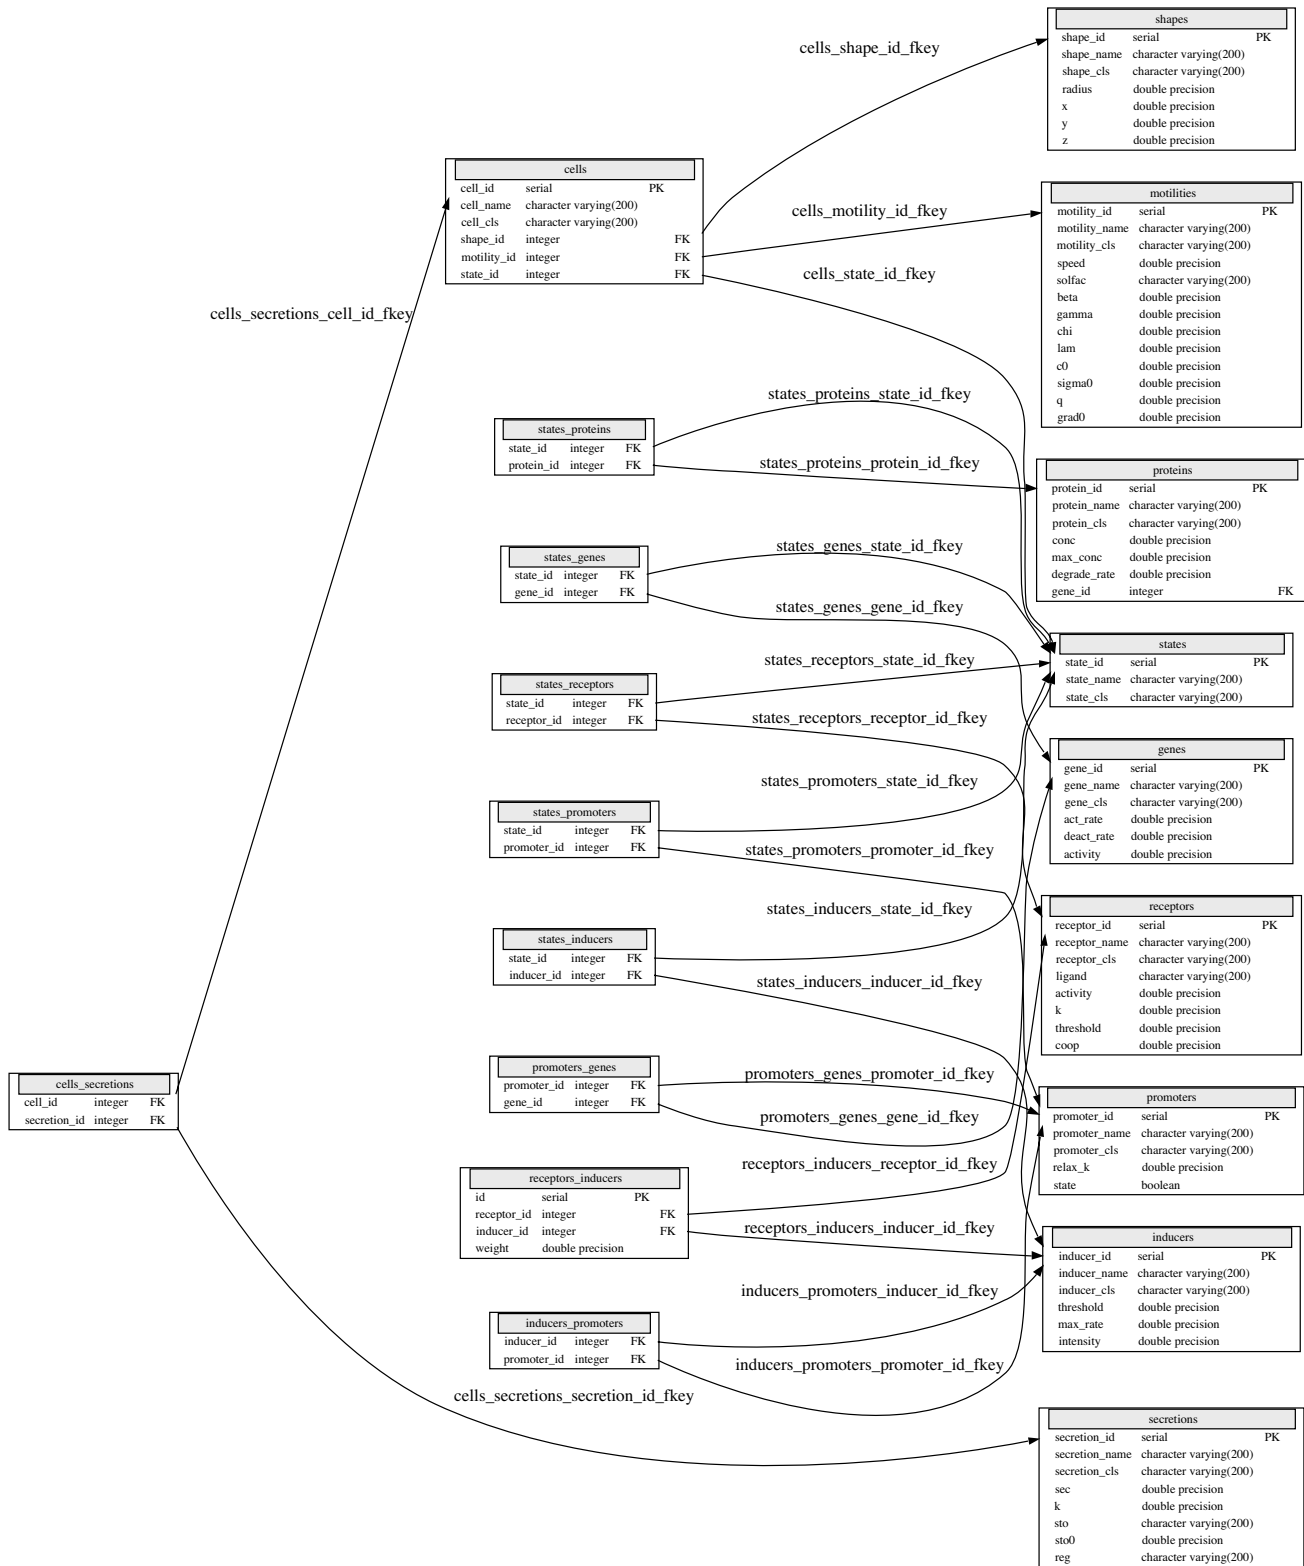 shapes
shape_id serial PK
shape_name character varying(200)
shape_cls character varying(200)
radius double precision
x double precision
y double precision
z double precision
cells_shape_id_fkey
cells
cell_id serial PK
cell_name character varying(200)
cell_cls character varying(200)
shape_id integer FK
motility_id integer FK
state_id integer FK
motilities
motility_id serial PK
motility_name character varying(200)
motility_cls character varying(200)
speed double precision
solfac character varying(200)
beta double precision
gamma double precision
chi double precision
lam double precision
c0 double precision
sigma0 double precision
q double precision
grad0 double precision
cells_motility_id_fkey
cells_state_id_fkey
cells_secretions_cell_id_fkey
states_proteins_state_id_fkey
states_proteins
state_id integer FK
protein_id integer FK
states_proteins_protein_id_fkey
proteins
protein_id serial PK
protein_name character varying(200)
protein_cls character varying(200)
conc double precision
max_conc double precision
degrade_rate double precision
gene_id integer FK
states_genes_state_id_fkey
states_genes
state_id integer FK
gene_id integer FK
states_genes_gene_id_fkey
states
state_id serial PK
state_name character varying(200)
state_cls character varying(200)
states_receptors_state_id_fkey
states_receptors
state_id integer FK
receptor_id integer FK
states_receptors_receptor_id_fkey
genes
gene_id serial PK
gene_name character varying(200)
gene_cls character varying(200)
act_rate double precision
deact_rate double precision
activity double precision
states_promoters_state_id_fkey
states_promoters
state_id integer FK
promoter_id integer FK
states_promoters_promoter_id_fkey
receptors
receptor_id serial PK
receptor_name character varying(200)
receptor_cls character varying(200)
ligand character varying(200)
activity double precision
k double precision
threshold double precision
coop double precision
states_inducers_state_id_fkey
states_inducers
state_id integer FK
inducer_id integer FK
states_inducers_inducer_id_fkey
cells_secretions
cell_id integer FK
secretion_id integer FK
promoters_genes
promoter_id integer FK
gene_id integer FK
promoters_genes_promoter_id_fkey
promoters_genes_gene_id_fkey
promoters
promoter_id serial PK
promoter_name character varying(200)
promoter_cls character varying(200)
relax_k double precision
state boolean
receptors_inducers_receptor_id_fkey
receptors_inducers
id serial PK
receptor_id integer FK
inducer_id integer FK
weight double precision
receptors_inducers_inducer_id_fkey
inducers
inducer_id serial PK
inducer_name character varying(200)
inducer_cls character varying(200)
threshold double precision
max_rate double precision
intensity double precision
inducers_promoters_inducer_id_fkey
inducers_promoters
inducer_id integer FK
promoter_id integer FK
inducers_promoters_promoter_id_fkey
cells_secretions_secretion_id_fkey
secretions
secretion_id serial PK
secretion_name character varying(200)
secretion_cls character varying(200)
sec double precision
k double precision
sto character varying(200)
sto0 double precision
reg character varying(200)